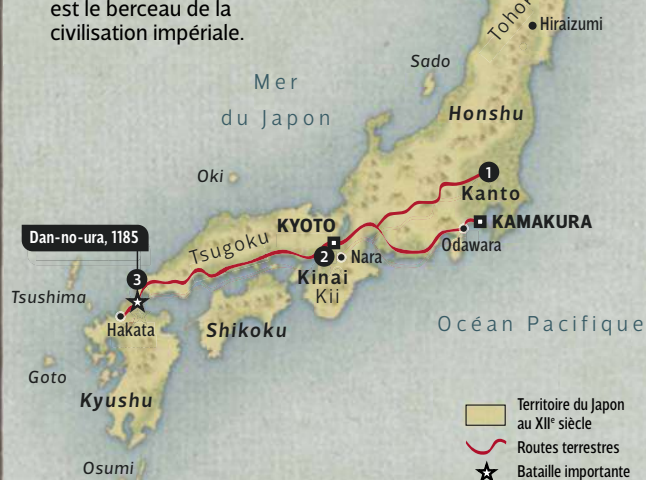 est le berceau de la
civilisation impériale.
Tohok
Hiraizumi
Sado
Mer
du Japon
Honshu
Oki
1
Kanto
KYOTO
KAMAKURA
Dan-no-ura, 1185
Tsugoku
Odawara
2
Nara
Kinai
Kii
3
Tsushima
Hakata
Shikoku
Océan Pacifique
Goto
Kyushu
Territoire du Japon
au XIIe siècle
Routes terrestres
Osumi
Bataille importante